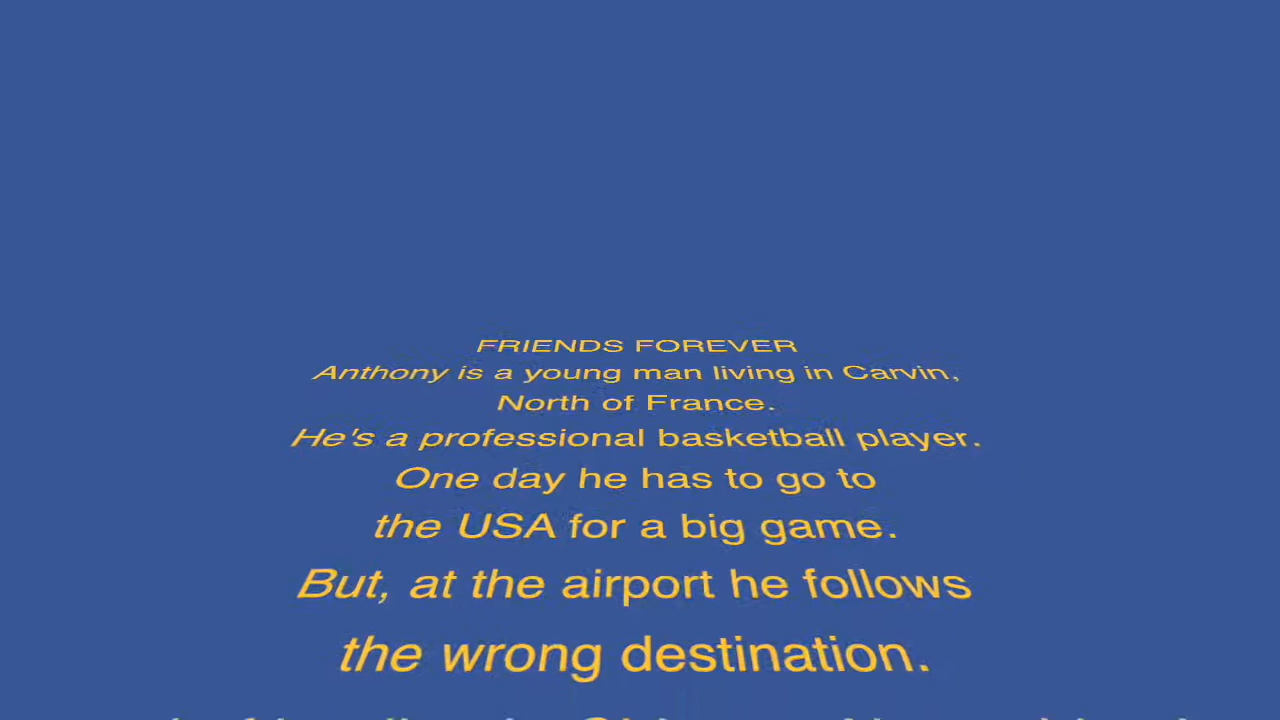 FRIENDS FOREVER
Anthony is a young man living in Carvin,
North of France.
He's a professional basketball player.
One day he has to go to
the USA for a big game.
But, at the airport he follows
the wrong destination.